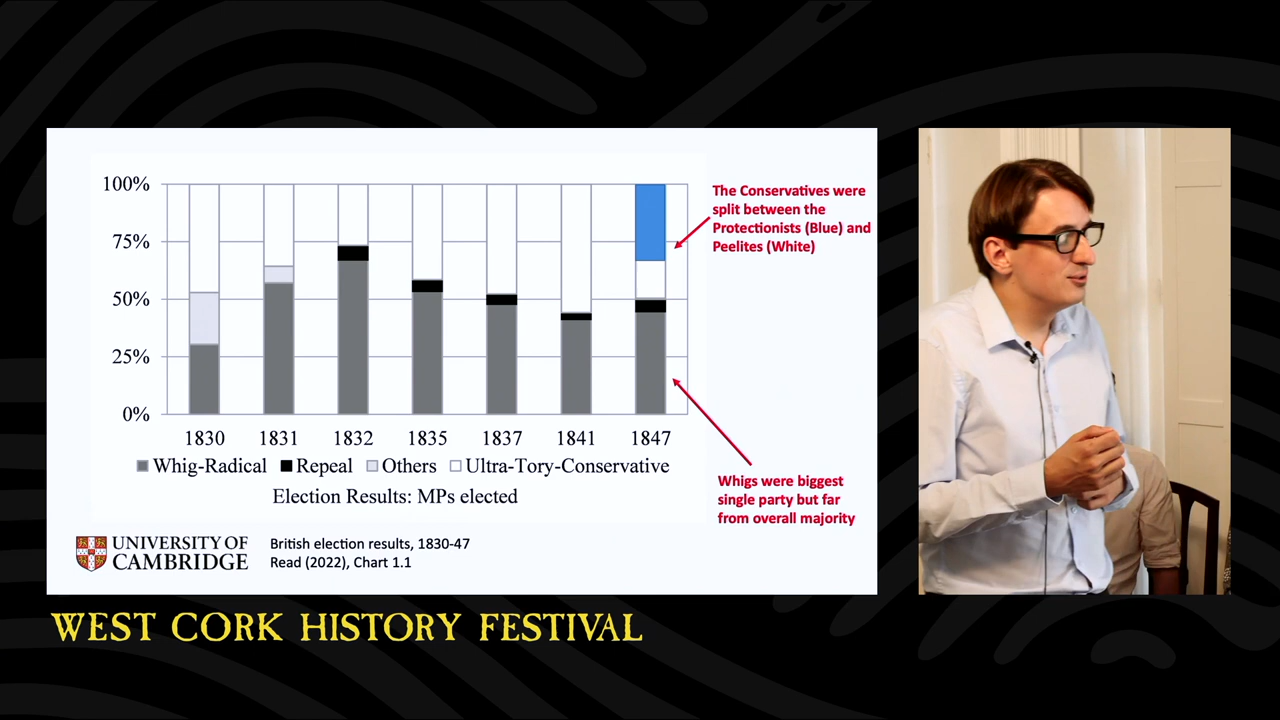 100%
75%
50%
25%
0%
1830 1831 1832 1835 1837 1841 1847
Whig-Radical Repeal Others Ultra-Tory-Conservative
Election Results: MPs elected
The Conservatives were
split between the
Protectionists (Blue) and
Peelites (White)
Whigs were biggest
single party but far
from overall majority
UNIVERSITY OF
CAMBRIDGE
British election results, 1830-47
Read (2022), Chart 1.1
WEST CORK HISTORY FESTIVAL